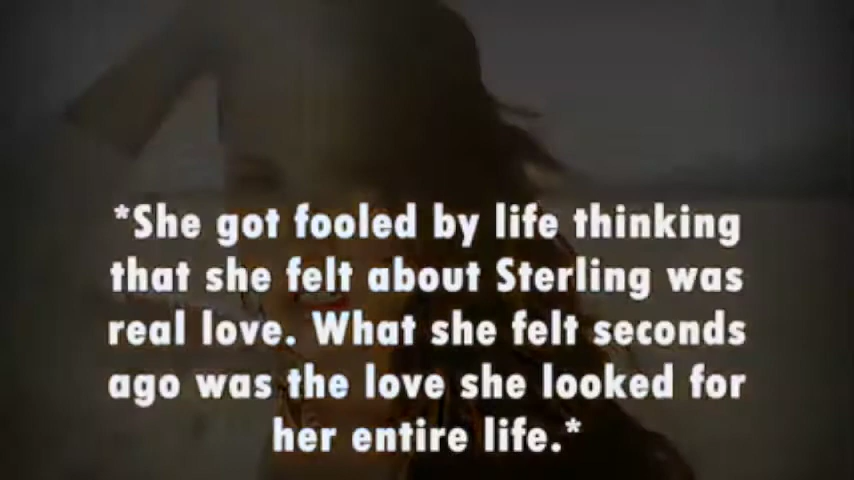 *She got fooled by life thinking
that she felt about Sterling was
real love. What she felt seconds
ago was the love she looked for
her entire life.*